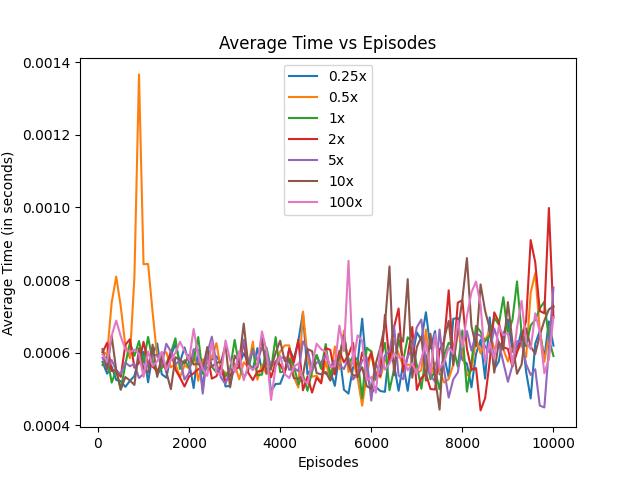 Average Time vs Episodes
Average Time (in seconds)
0.0014
0.0012
0.0010
0.0008
0.0006
0.0004
0.25x
0.5x
1x
2x
5x
10x
100x
0
2000
4000
6000
8000
10000
Episodes